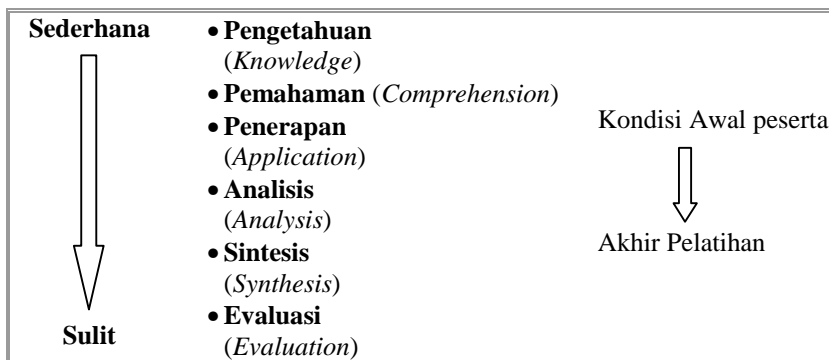 Sederhana
Sulit
• Pengetahuan
(Knowledge)
• Pemahaman (Comprehension)
• Penerapan
(Application)
• Analisis
(Analysis)
• Sintesis
(Synthesis)
• Evaluasi
(Evaluation)
Kondisi Awal peserta
Akhir Pelatihan